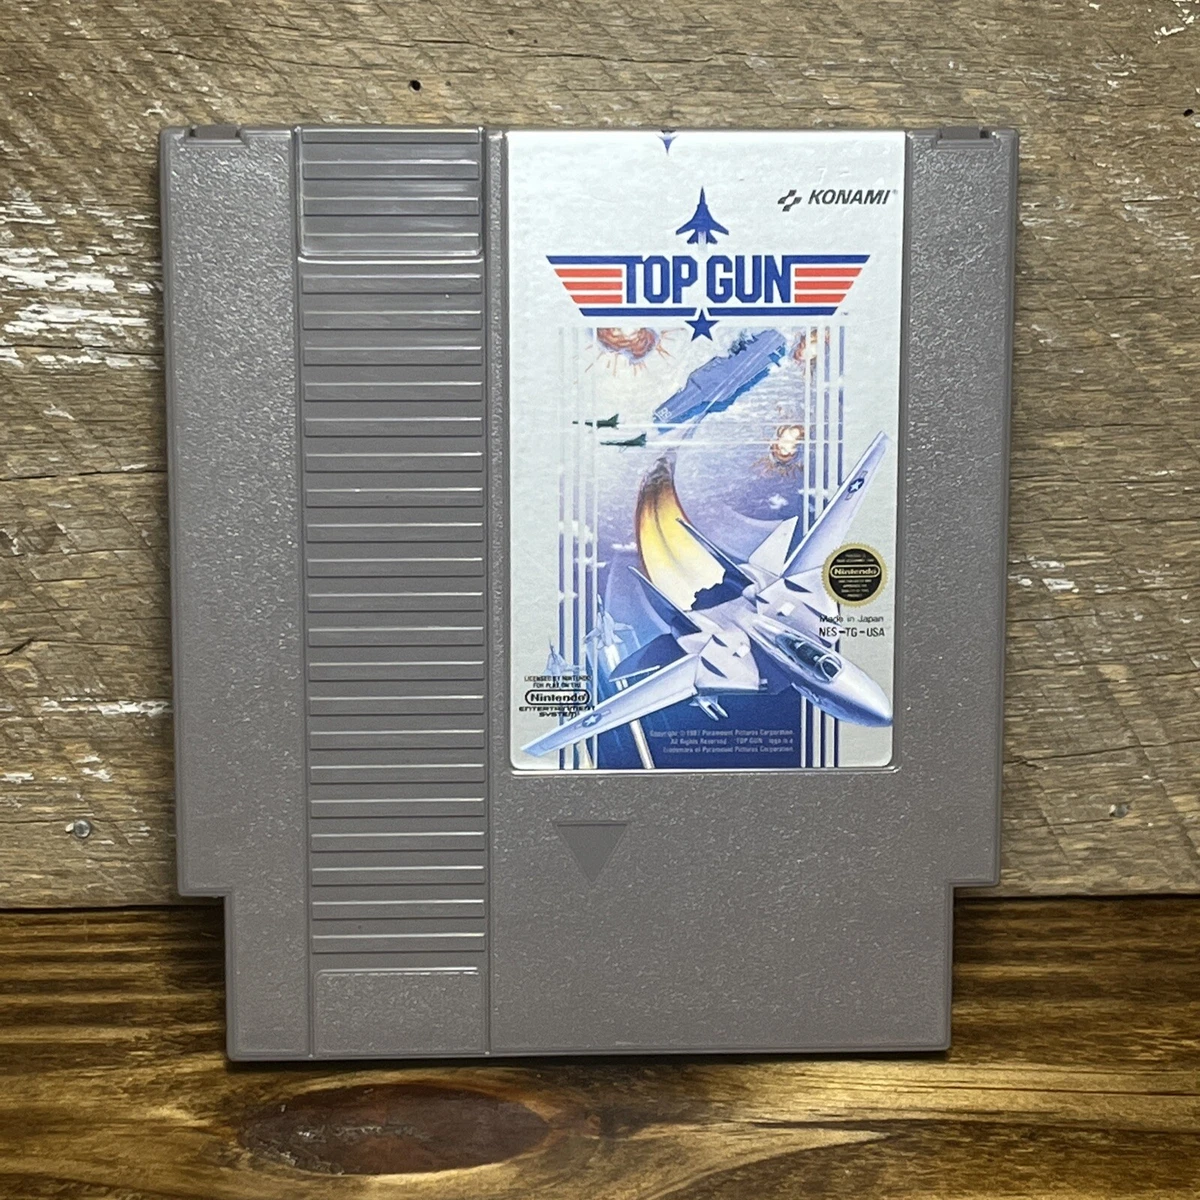 KONAMI®
TOP GUN
™
Nintendo
Made in Japan
NES-TG-USA
LICENSED BY NINTENDO
FOR PLAY ON THE
Nintendo®
ENTERTAINMENT
SYSTEM
Copyright © 1987 Paramount Pictures Corporation.
All Rights Reserved. TOP GUN logo is a
trademark of Paramount Pictures Corporation.